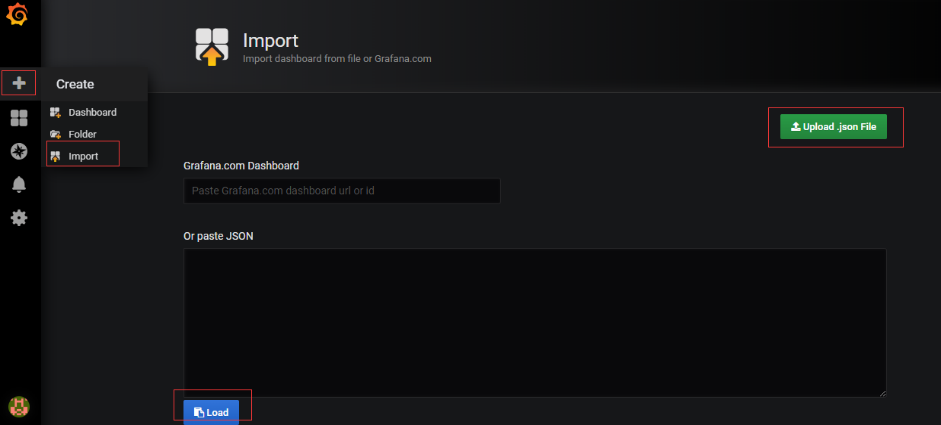 Import
Import dashboard from file or Grafana.com
Create
Dashboard
Folder
Import
Upload .json File
Grafana.com Dashboard
Paste Grafana.com dashboard url or id
Or paste JSON
Load